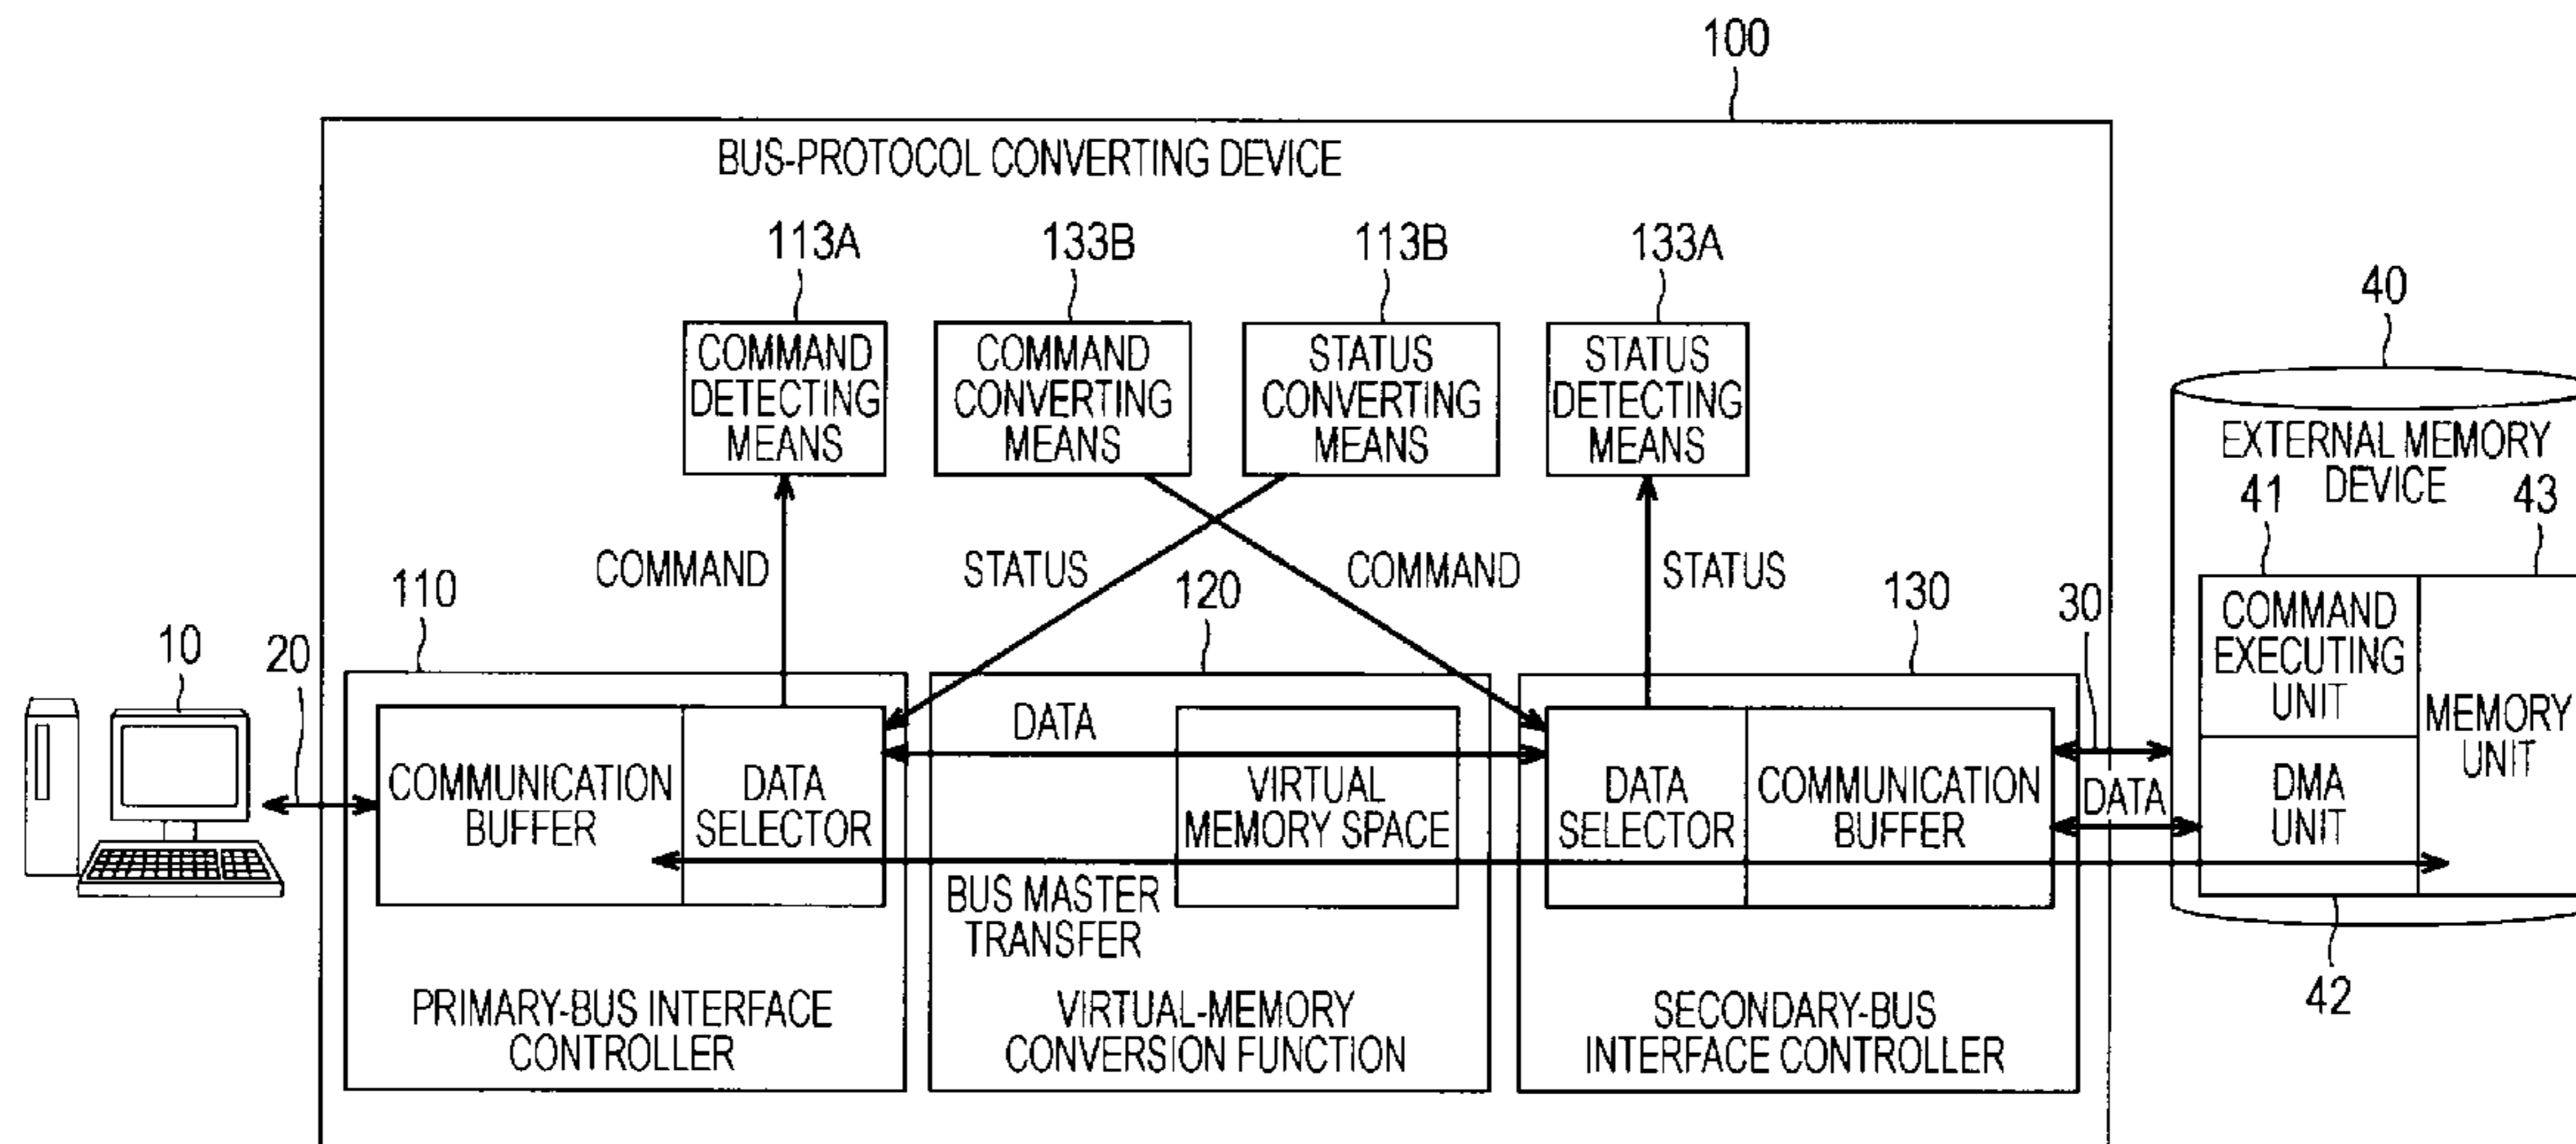 100
BUS-PROTOCOL CONVERTING DEVICE
113A
133B
113B
133A
40
COMMAND
DETECTING
MEANS
COMMAND
CONVERTING
MEANS
STATUS
CONVERTING
MEANS
STATUS
DETECTING
MEANS
EXTERNAL MEMORY
DEVICE
41
43
COMMAND
STATUS
COMMAND
STATUS
110
120
130
30
10
20
COMMAND
EXECUTING
UNIT
MEMORY
UNIT
DMA
UNIT
42
COMMUNICATION
BUFFER
DATA
SELECTOR
DATA
VIRTUAL
MEMORY SPACE
BUS MASTER
TRANSFER
DATA
SELECTOR
COMMUNICATION
BUFFER
DATA
PRIMARY-BUS INTERFACE
CONTROLLER
VIRTUAL-MEMORY
CONVERSION FUNCTION
SECONDARY-BUS
INTERFACE CONTROLLER